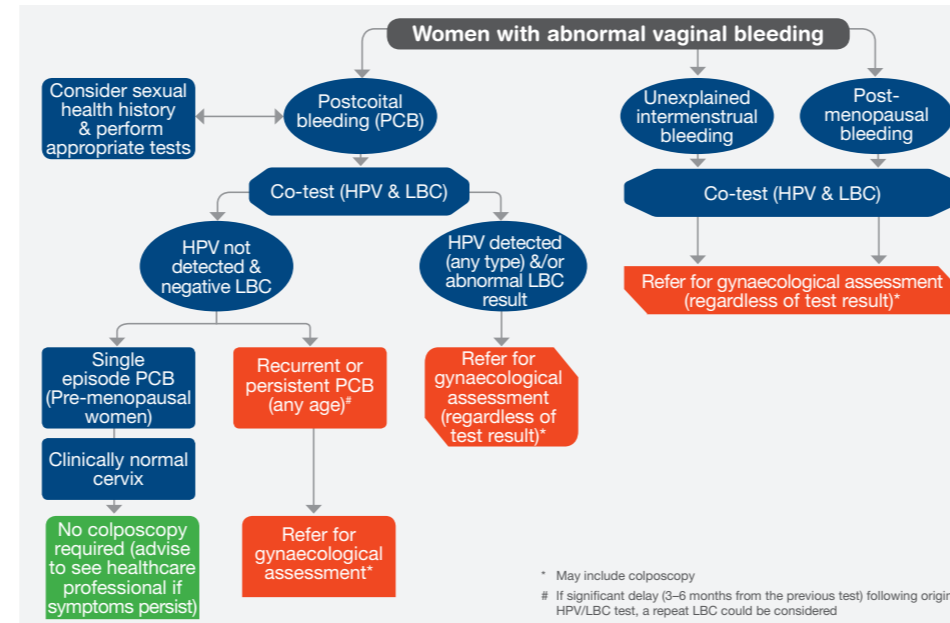 Women with abnormal vaginal bleeding
Consider sexual
health history
& perform
appropriate tests
Postcoital
bleeding (PCB)
Unexplained
intermenstrual
bleeding
Post-
menopausal
bleeding
Co-test (HPV & LBC)
Co-test (HPV & LBC)
HPV not
detected &
negative LBC
HPV detected
(any type) &/or
abnormal LBC
result
Refer for gynaecological assessment
(regardless of test result)*
Single
episode PCB
(Pre-menopausal
women)
Recurrent or
persistent PCB
(any age)#
Refer for
gynaecological
assessment
(regardless of
test result)*
Clinically normal
cervix
No colposcopy
required (advise
to see healthcare
professional if
symptoms persist)
Refer for
gynaecological
assessment*
* May include colposcopy
# If significant delay (3–6 months from the previous test) following
HPV/LBC test, a repeat LBC could be considered